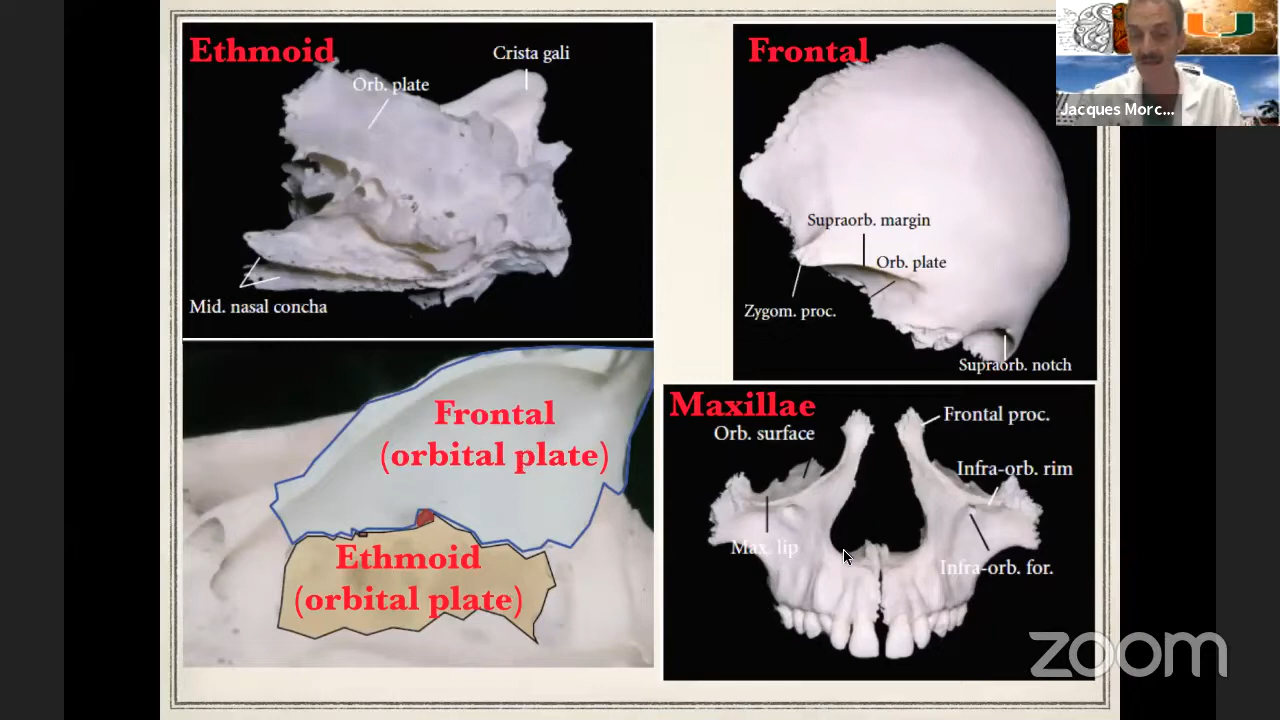 Ethmoid
Crista gali
Orb. plate
Mid. nasal concha
Frontal
Supraorb. margin
Orb. plate
Zygom. proc.
Supraorb. notch
Frontal
(orbital plate)
Ethmoid
(orbital plate)
Maxillae
Orb. surface
Frontal proc.
Infra-orb. rim
Max. lip
Infra-orb. for.
Jacques Morc...
U
zoom